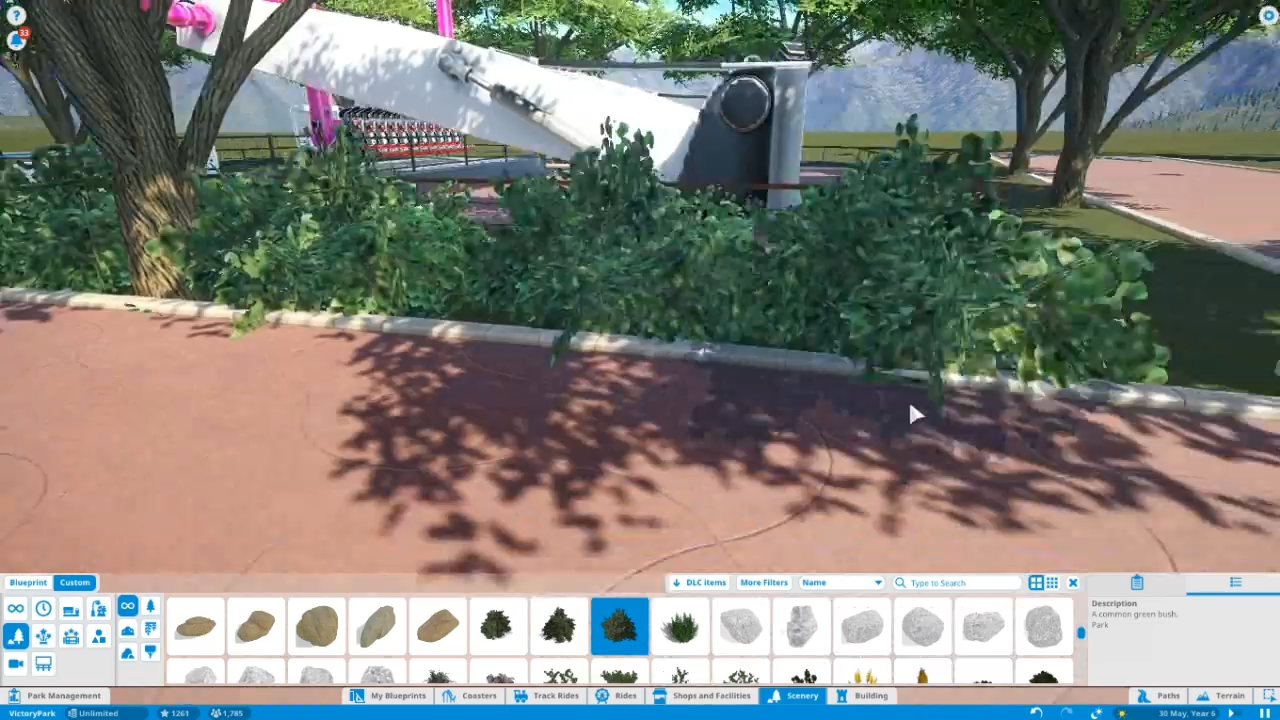 ?
33
Blueprint
Custom
DLC items
More Filters
Name
Type to Search
Description
A common green bush.
Park
Park Management
My Blueprints
Coasters
Track Rides
Rides
Shops and Facilities
Scenery
Building
Paths
Terrain
VictoryPark
Unlimited
1261
1,785
30 May, Year 6